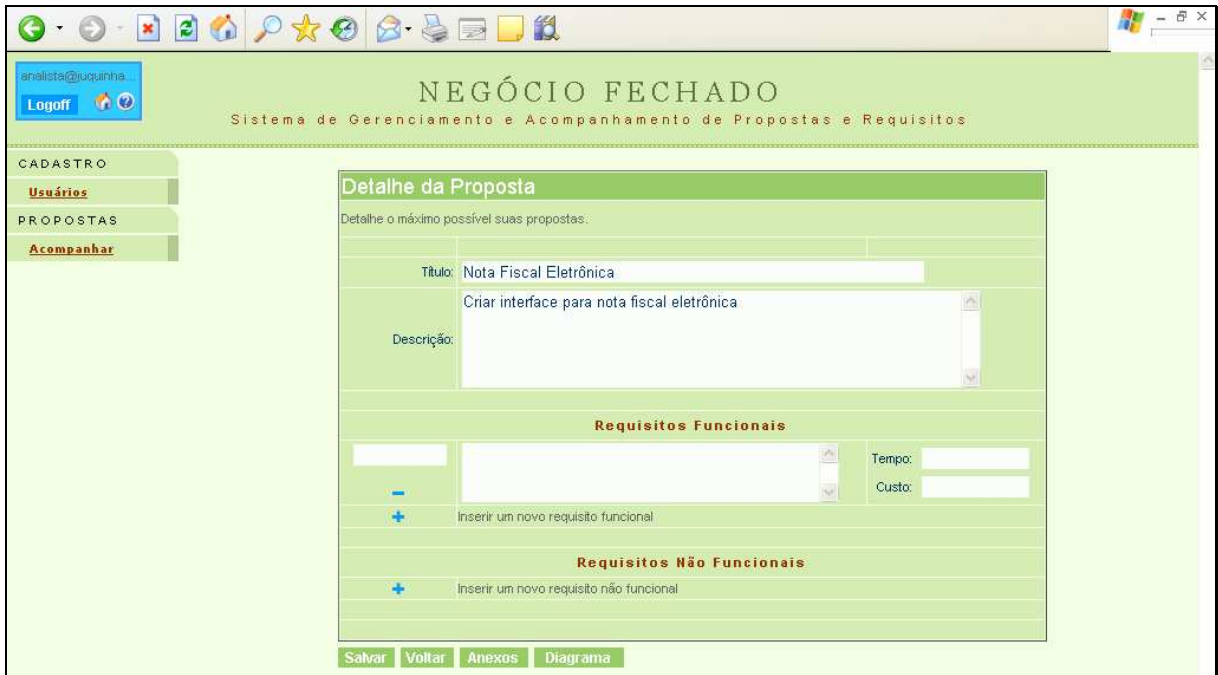 analista@juquinha...
Logoff
NEGÓCIO FECHADO
Sistema de Gerenciamento e Acompanhamento de Propostas e Requisitos
CADASTRO
Usuários
PROPOSTAS
Acompanhar
Detalhe da Proposta
Detalhe o máximo possível suas propostas.
Título: Nota Fiscal Eletrônica
Descrição: Criar interface para nota fiscal eletrônica
Requisitos Funcionais
Tempo:
Custo:
Inserir um novo requisito funcional
Requisitos Não Funcionais
Inserir um novo requisito não funcional
Salvar Voltar Anexos Diagrama